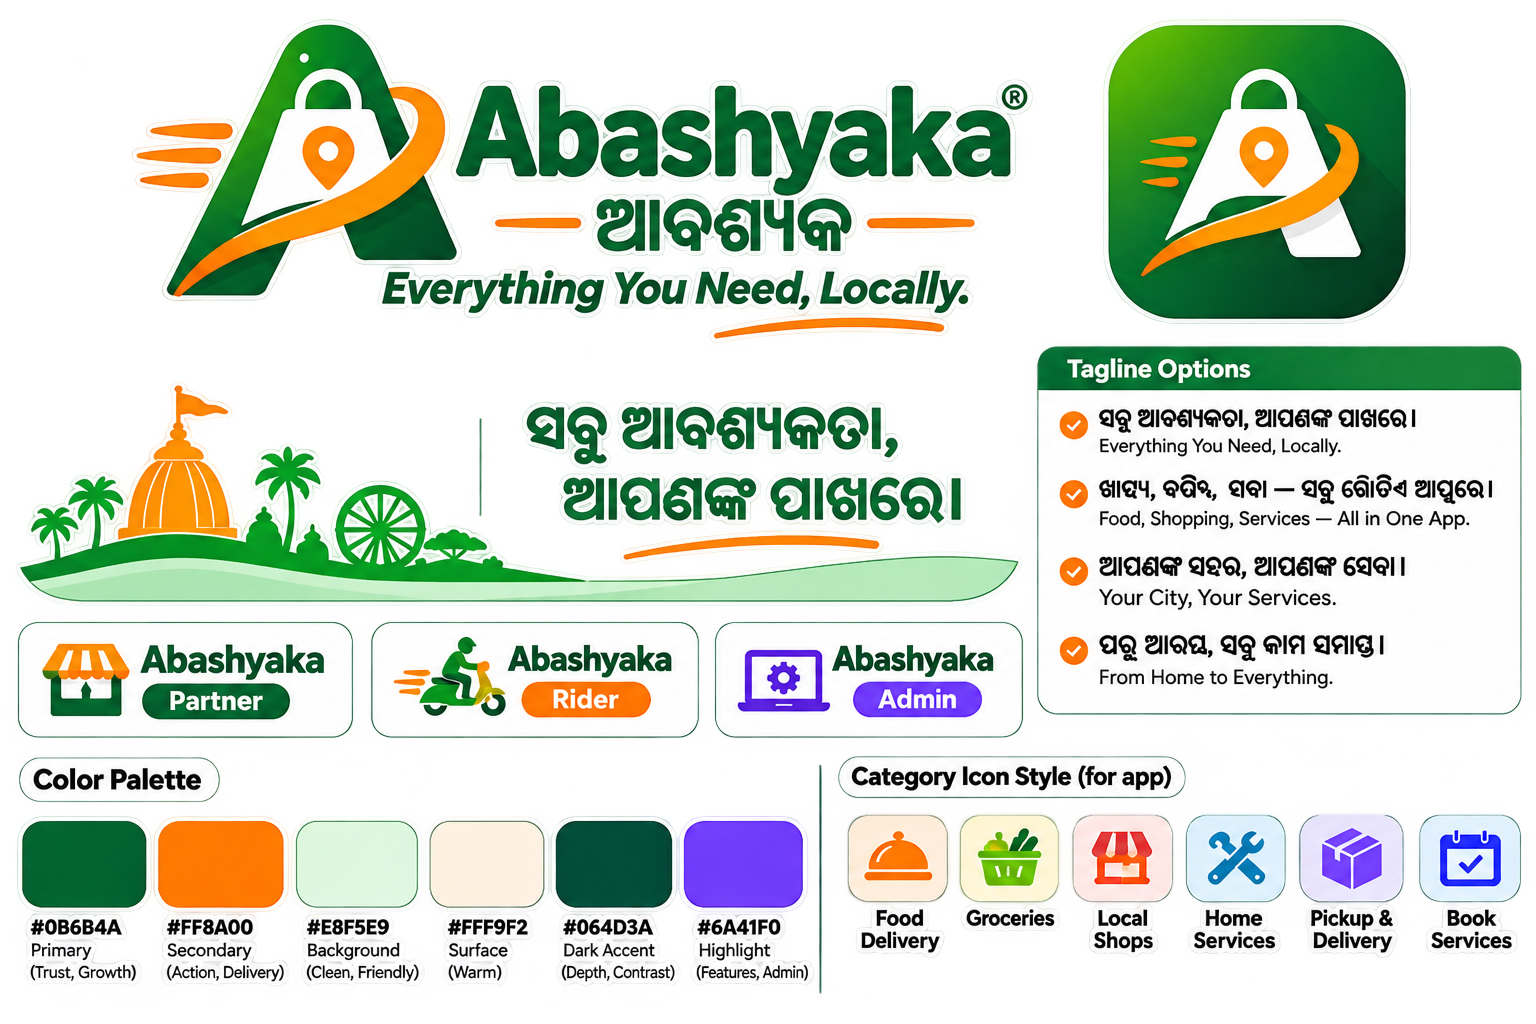 Abashyaka®
ଆବଶ୍ୟକ
Everything You Need, Locally.
ସବୁ ଆବଶ୍ୟକତା,
ଆପଣଙ୍କ ପାଖରେ।
Tagline Options
ସବୁ ଆବଶ୍ୟକତା, ଆପଣଙ୍କ ପାଖରେ।
Everything You Need, Locally.
ଖାଦ୍ୟ, ସବୁ
Food, Shopping, Services — All in One App.
ଆପଣଙ୍କ ସହର, ଆପଣଙ୍କ ସେବା।
Your City, Your Services.
ସବୁ କାମ
From Home to Everything.
Abashyaka
Partner
Abashyaka
Rider
Abashyaka
Admin
Color Palette
#0B6B4A
Primary
(Trust, Growth)
#FF8A00
Secondary
(Action, Delivery)
#E8F5E9
Background
(Cleen, Friendly)
#FFF9F2
Surface
(Warm)
#064D3A
Dark Accent
(Depth, Contrast)
#6A41F0
Highlight
(Features, Admin)
Category Icon Style (for app)
Food
Delivery
Groceries
Local
Shops
Home
Services
Pickup &
Delivery
Book
Services